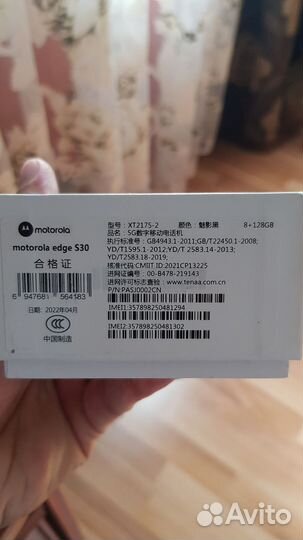 motorola
motorola edge S30
合格证
6 947681 564183
日期: 2022年04月
中国制造
型号: XT2175-2 颜色: 魅影黑 8+128GB
品名: 5G数字移动电话机
执行标准号: GB4943.1-2011;GB/T22450.1-2008;
YD/T1595.1-2012;YD/T 2583.14-2013;
YD/T2583.18-2019;
核准代码:CMIIT ID:2021CP13225
进网证号: 00-B478-219143
进网许可标志查验: www.tenaa.com.cn
P/N:PASJ0002CN
IMEI1:357898250481294
IMEI2:357898250481302
Avito